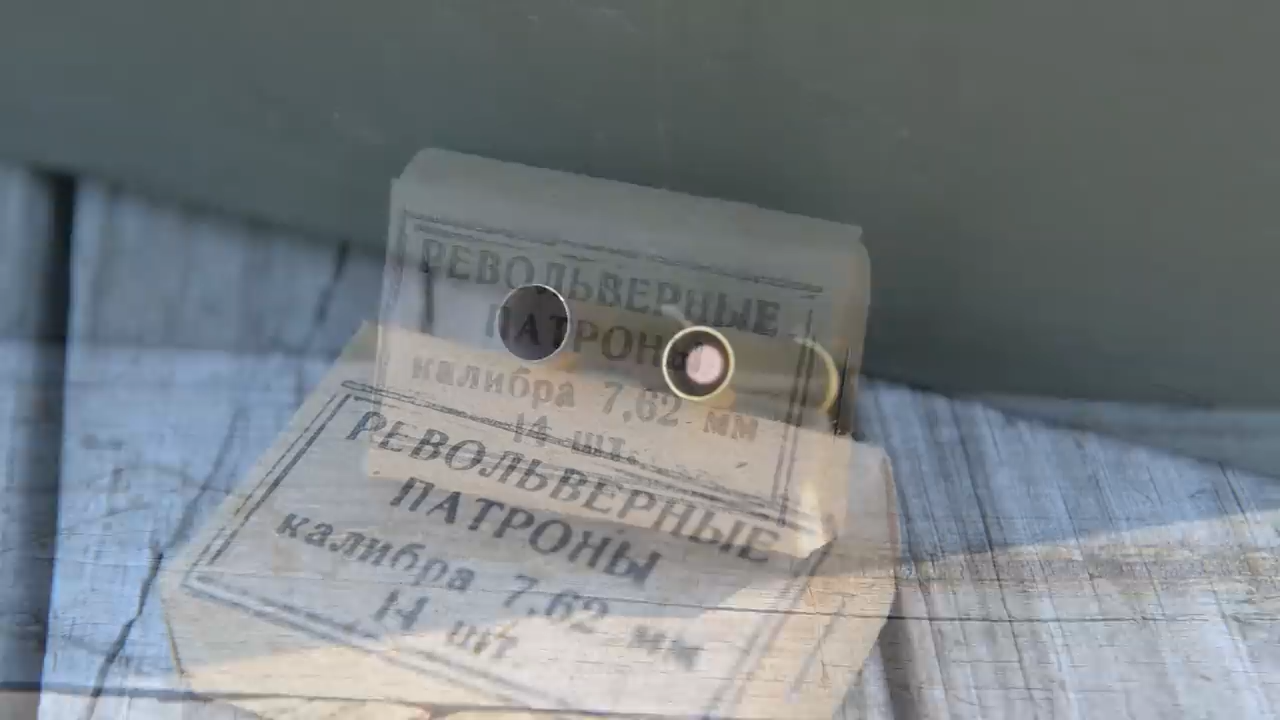 РЕВОЛЬВЕРНЫЕ
ПАТРОНЫ
калибра 7,62 мм
14 шт.
РЕВОЛЬВЕРНЫЕ
ПАТРОНЫ
калибра 7,62 мм
14 шт